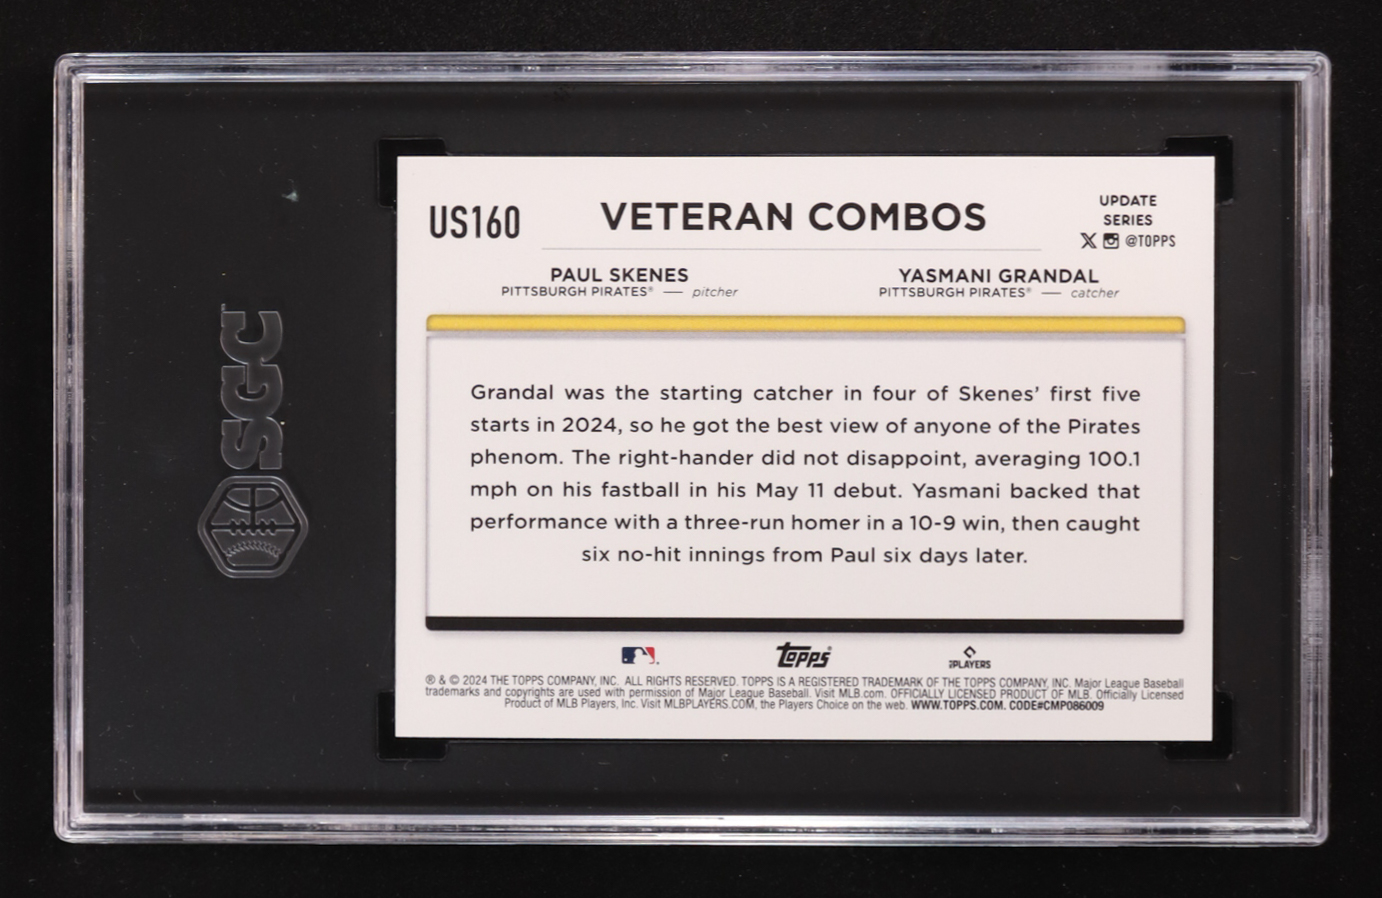 SGC
US160
VETERAN COMBOS
UPDATE
SERIES
@TOPPS
PAUL SKENES
PITTSBURGH PIRATES® — pitcher
YASMANI GRANDAL
PITTSBURGH PIRATES® — catcher
Grandal was the starting catcher in four of Skenes' first five
starts in 2024, so he got the best view of anyone of the Pirates
phenom. The right-hander did not disappoint, averaging 100.1
mph on his fastball in his May 11 debut. Yasmani backed that
performance with a three-run homer in a 10-9 win, then caught
six no-hit innings from Paul six days later.
Topps®
PLAYERS
® & © 2024 THE TOPPS COMPANY, INC. ALL RIGHTS RESERVED. TOPPS IS A REGISTERED TRADEMARK OF THE TOPPS COMPANY, INC. Major League Baseball
trademarks and copyrights are used with permission of Major League Baseball. Visit MLB.com. OFFICIALLY LICENSED PRODUCT OF MLB. Officially Licensed
Product of MLB Players, Inc. Visit MLBPLAYERS.COM, the Players Choice on the web. WWW.TOPPS.COM. CODE#CMP086009